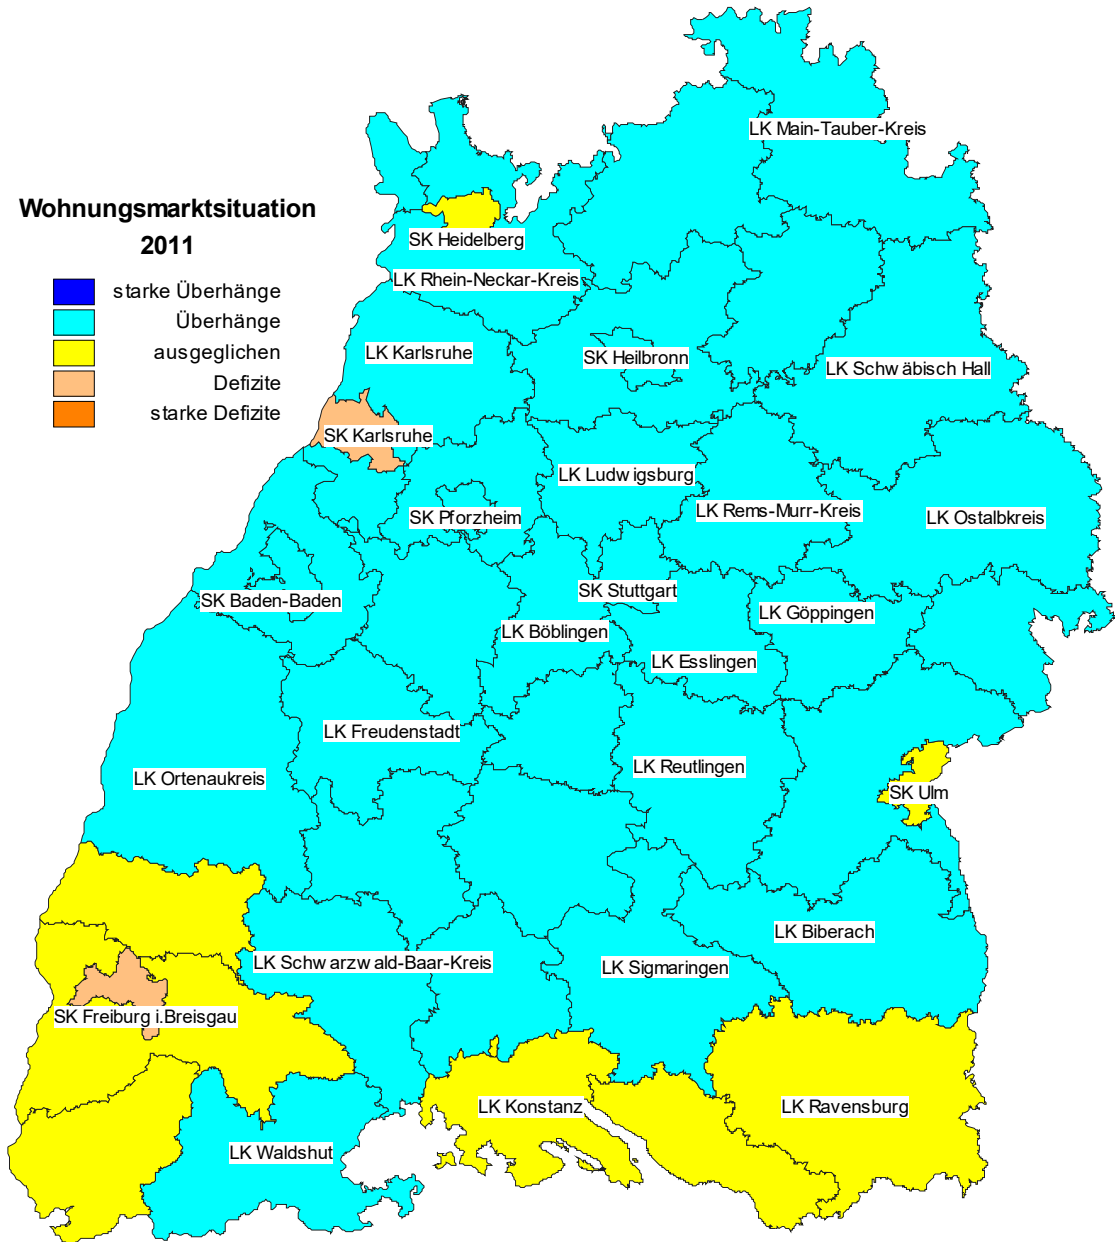 Wohnungsmarktsituation
2011
starke Überhänge
Überhänge
ausgeglichen
Defizite
starke Defizite
LK Main-Tauber-Kreis
SK Heidelberg
LK Rhein-Neckar-Kreis
LK Karlsruhe
SK Heilbronn
LK Schwäbisch Hall
SK Karlsruhe
LK Ludwigsburg
LK Rems-Murr-Kreis
LK Ostalbkreis
SK Pforzheim
SK Stuttgart
SK Baden-Baden
LK Göppingen
LK Böblingen
LK Esslingen
LK Freudenstadt
LK Reutlingen
LK Ortenaukreis
SK Ulm
LK Biberach
LK Schwarzwald-Baar-Kreis
LK Sigmaringen
SK Freiburg i.Breisgau
LK Konstanz
LK Ravensburg
LK Waldshut